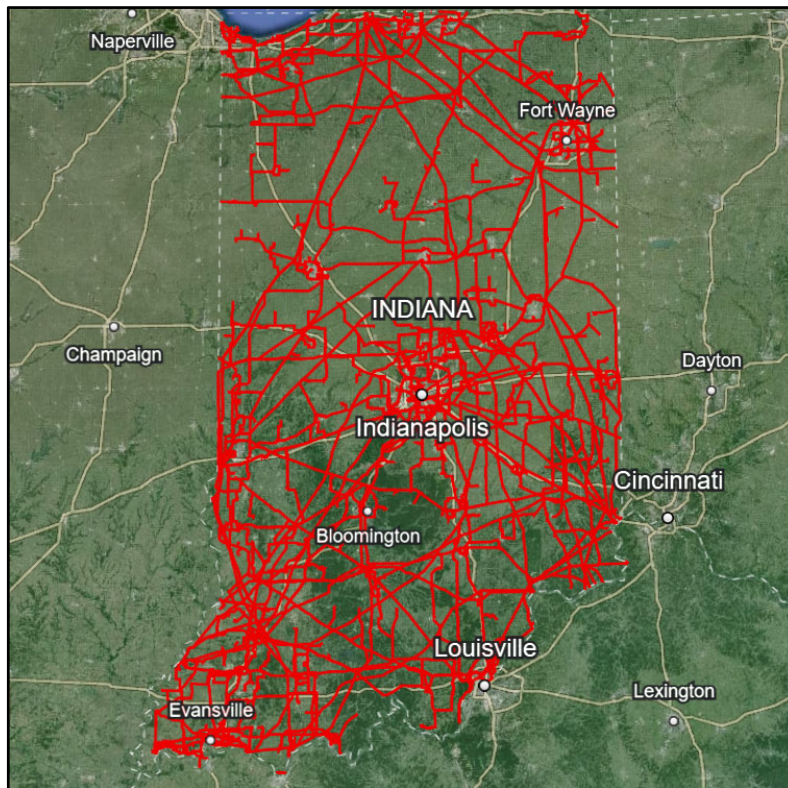 Naperville
Fort Wayne
INDIANA
Champaign
Dayton
Indianapolis
Cincinnati
Bloomington
Louisville
Lexington
Evansville